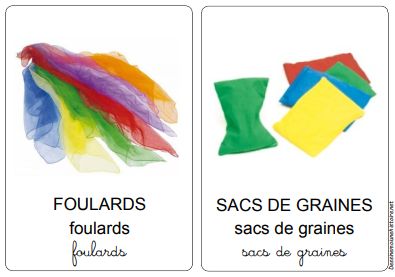 FOULARDS
foulards
foulards
SACS DE GRAINES
sacs de graines
sacs de graines